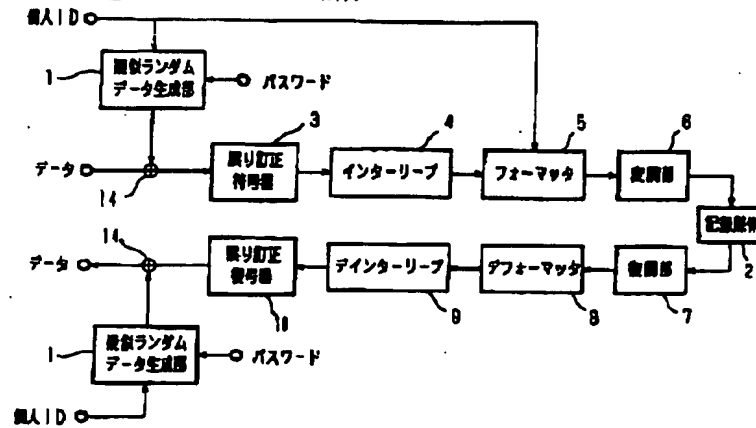 個人ID
1
疑似ランダム
データ生成部
パスワード
データ
14
3
誤り訂正
符号器
4
インターリーブ
5
フォーマッタ
6
変調部
記録媒体
2
データ
14
誤り訂正
復号器
10
デインターリーブ
9
デフォーマッタ
8
復調部
7
1
疑似ランダム
データ生成部
パスワード
個人ID